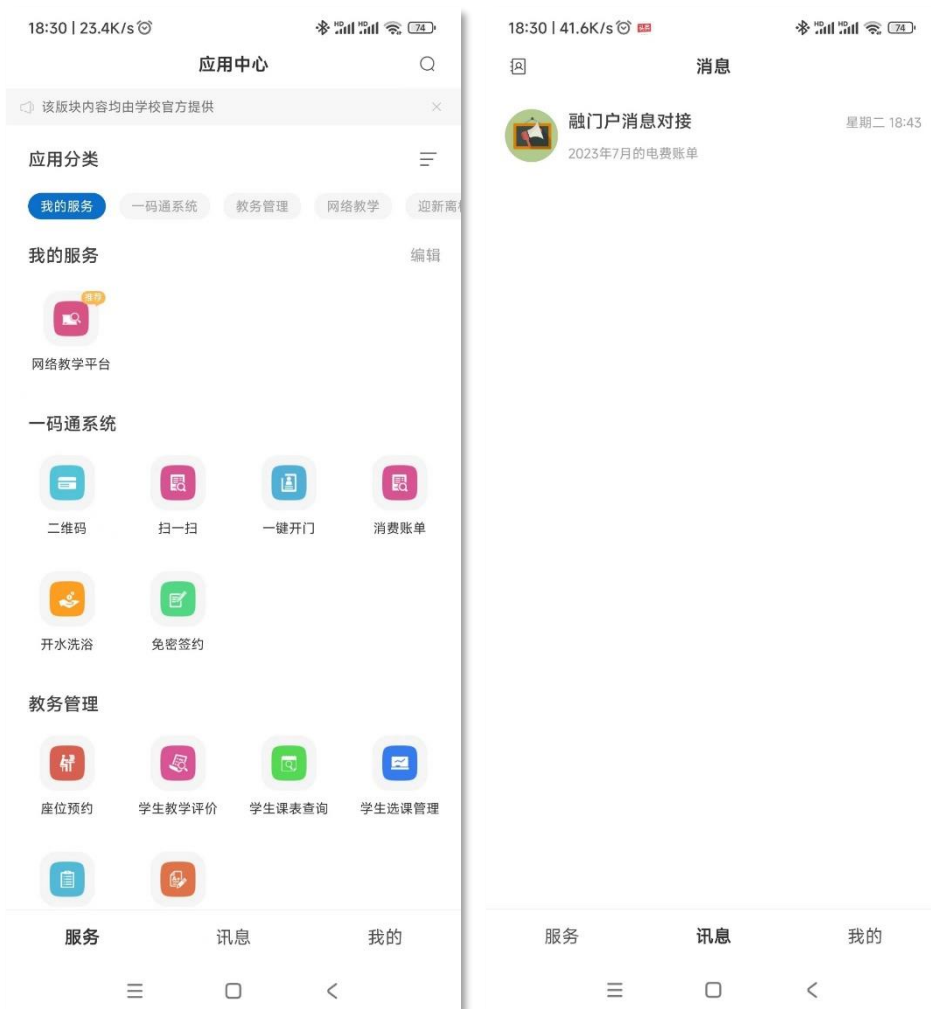 18:30 | 23.4K/s
HD HD 74
应用中心
该版块内容均由学校官方提供
应用分类
我的服务 一码通系统 教务管理 网络教学 迎新离
我的服务 编辑
推荐
网络教学平台
一码通系统
二维码 扫一扫 一键开门 消费账单
开水洗浴 免密签约
教务管理
座位预约 学生教学评价 学生课表查询 学生选课管理
服务 讯息 我的
18:30 | 41.6K/s
HD HD 74
消息
融门户消息对接 星期二 18:43
2023年7月的电费账单
服务 讯息 我的